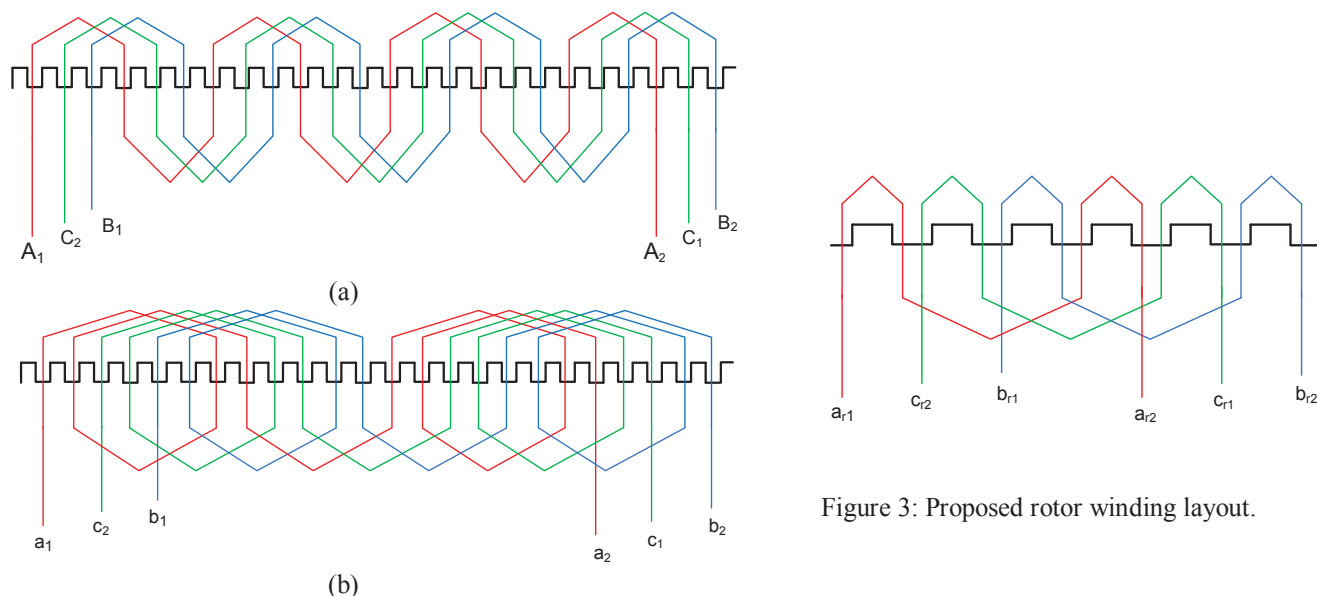 A₁ C₂ B₁ A₂ C₁ B₂
(a)
a₁ c₂ b₁ a₂ c₁ b₂
(b)
aᵣ₁ cᵣ₂ bᵣ₁ aᵣ₂ cᵣ₁ bᵣ₂
Figure 3: Proposed rotor winding layout.